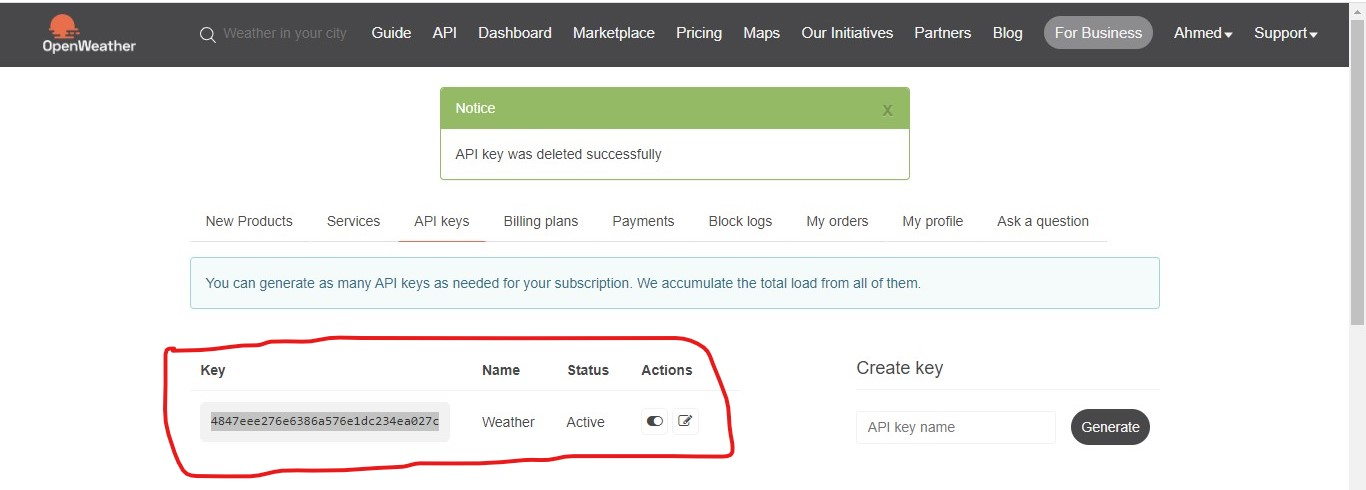 OpenWeather
Weather in your city Guide API Dashboard Marketplace Pricing Maps Our Initiatives Partners Blog For Business Ahmed Support
Notice x
API key was deleted successfully
New Products Services API keys Billing plans Payments Block logs My orders My profile Ask a question
You can generate as many API keys as needed for your subscription. We accumulate the total load from all of them.
Key Name Status Actions
4847eee276e6386a576e1dc234ea027c Weather Active
Create key
API key name Generate